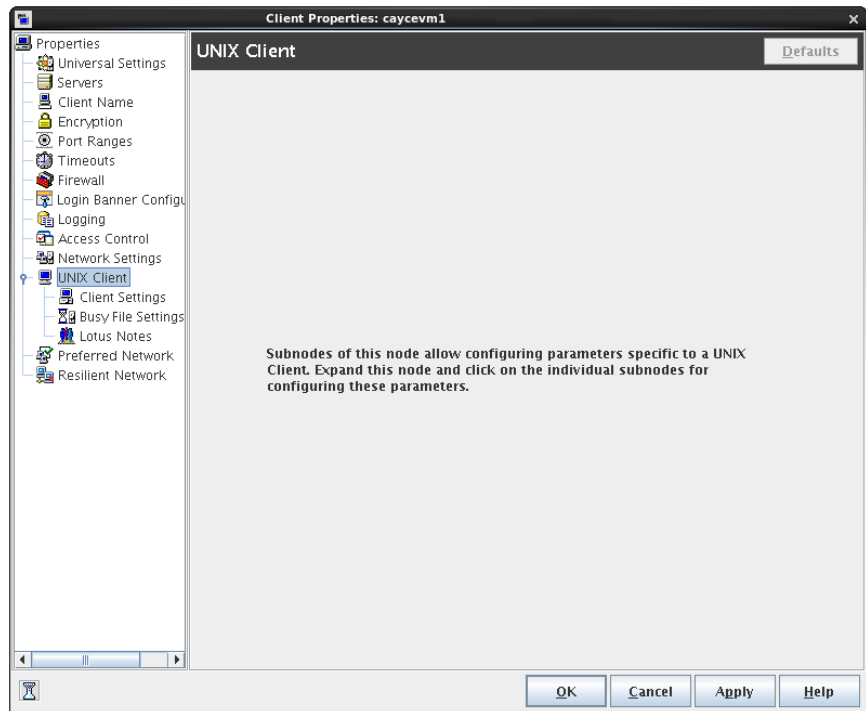 Client Properties: caycevm1
Properties
Universal Settings
Servers
Client Name
Encryption
Port Ranges
Timeouts
Firewall
Login Banner Configu
Logging
Access Control
Network Settings
UNIX Client
Client Settings
Busy File Settings
Lotus Notes
Preferred Network
Resilient Network
UNIX Client
Defaults
Subnodes of this node allow configuring parameters specific to a UNIX
Client. Expand this node and click on the individual subnodes for
configuring these parameters.
OK
Cancel
Apply
Help